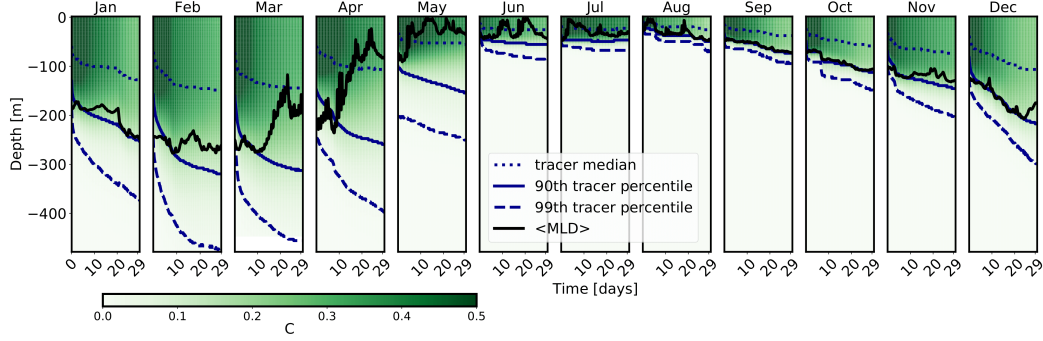 Jan Feb Mar Apr May Jun Jul Aug Sep Oct Nov Dec
0
−100
−200
−300
−400
Depth [m]
tracer median
90th tracer percentile
99th tracer percentile
<MLD>
0 10 20 29 10 20 29 10 20 29 10 20 29 10 20 29 10 20 29 10 20 29 10 20 29 10 20 29 10 20 29 10 20 29 10 20 29
Time [days]
0.0 0.1 0.2 0.3 0.4 0.5
C